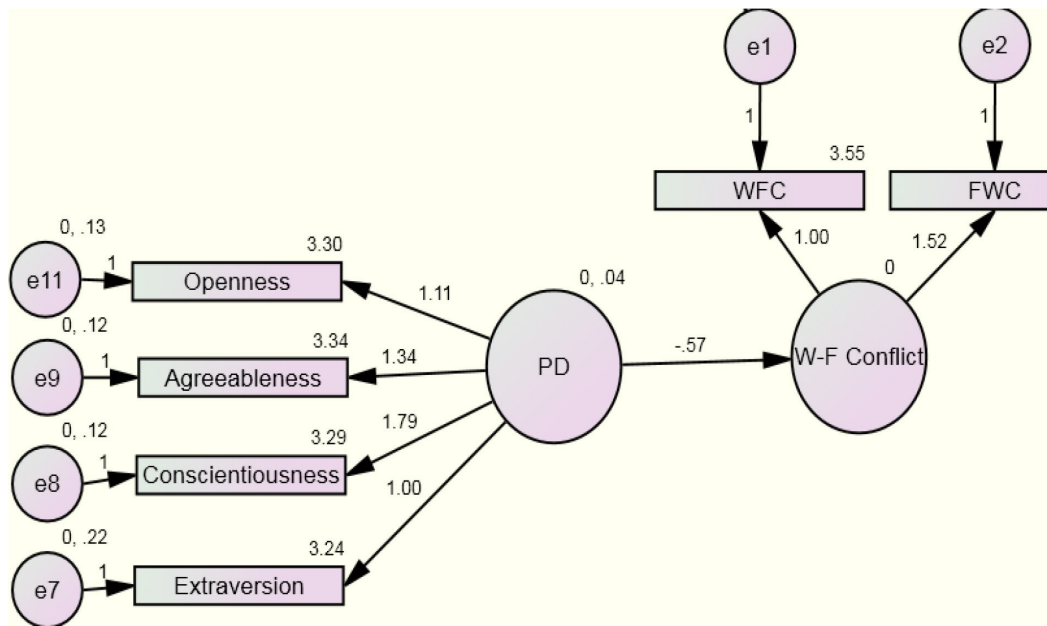 e1
e2
1
1
3.55
WFC
FWC
1.00
1.52
0, .13
e11
1
3.30
Openness
1.11
0, .04
0
0, .12
e9
1
3.34
Agreeableness
1.34
PD
-.57
W-F Conflict
0, .12
e8
1
3.29
Conscientiousness
1.79
1.00
0, .22
e7
1
3.24
Extraversion